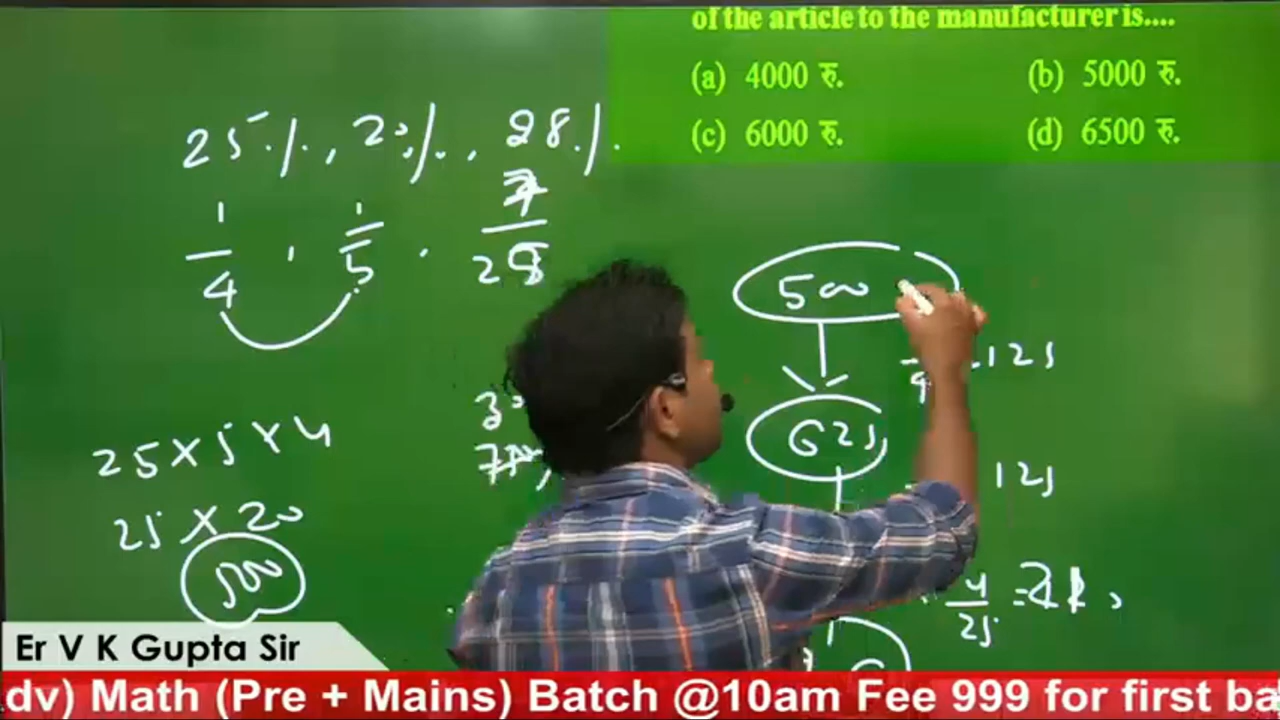 of the article to the manufacturer is....
(a) 4000 रु. (b) 5000 रु.
(c) 6000 रु. (d) 6500 रु.
25%, 20%, 28%.
1/4, 1/5, 7/25
500
125
625
25×5×4
125
25×20
500
4/25
Er V K Gupta Sir
dv) Math (Pre + Mains) Batch @10am Fee 999 for first ba